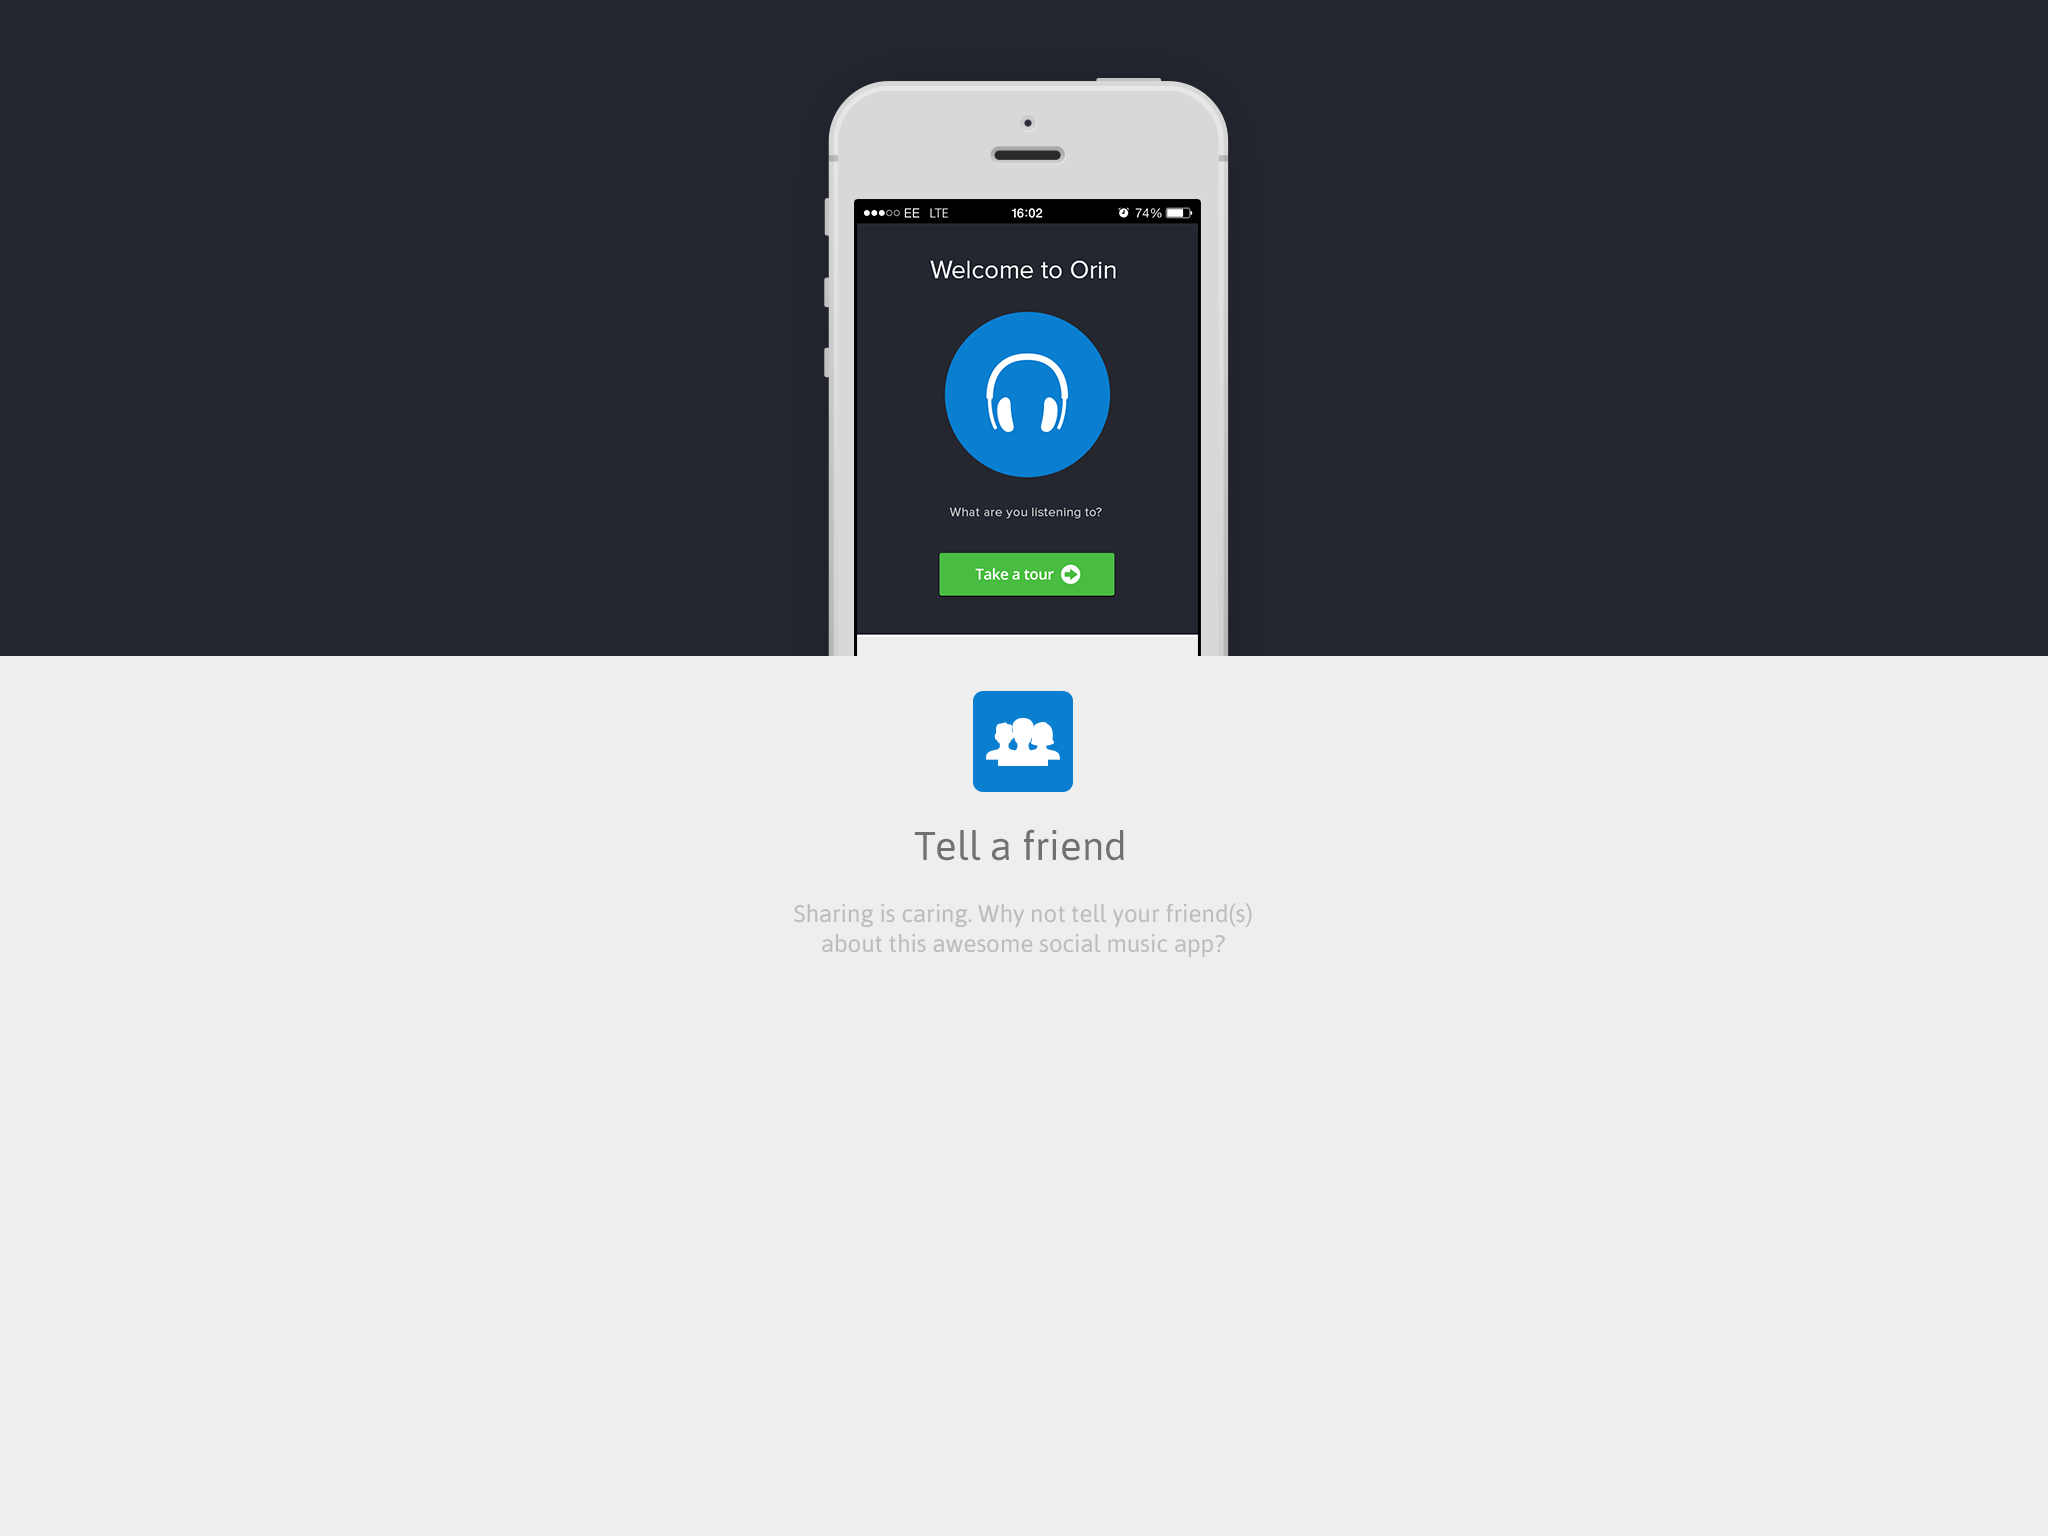 EE LTE 16:02 74%
Welcome to Orin
What are you listening to?
Take a tour
Tell a friend
Sharing is caring. Why not tell your friend(s)
about this awesome social music app?